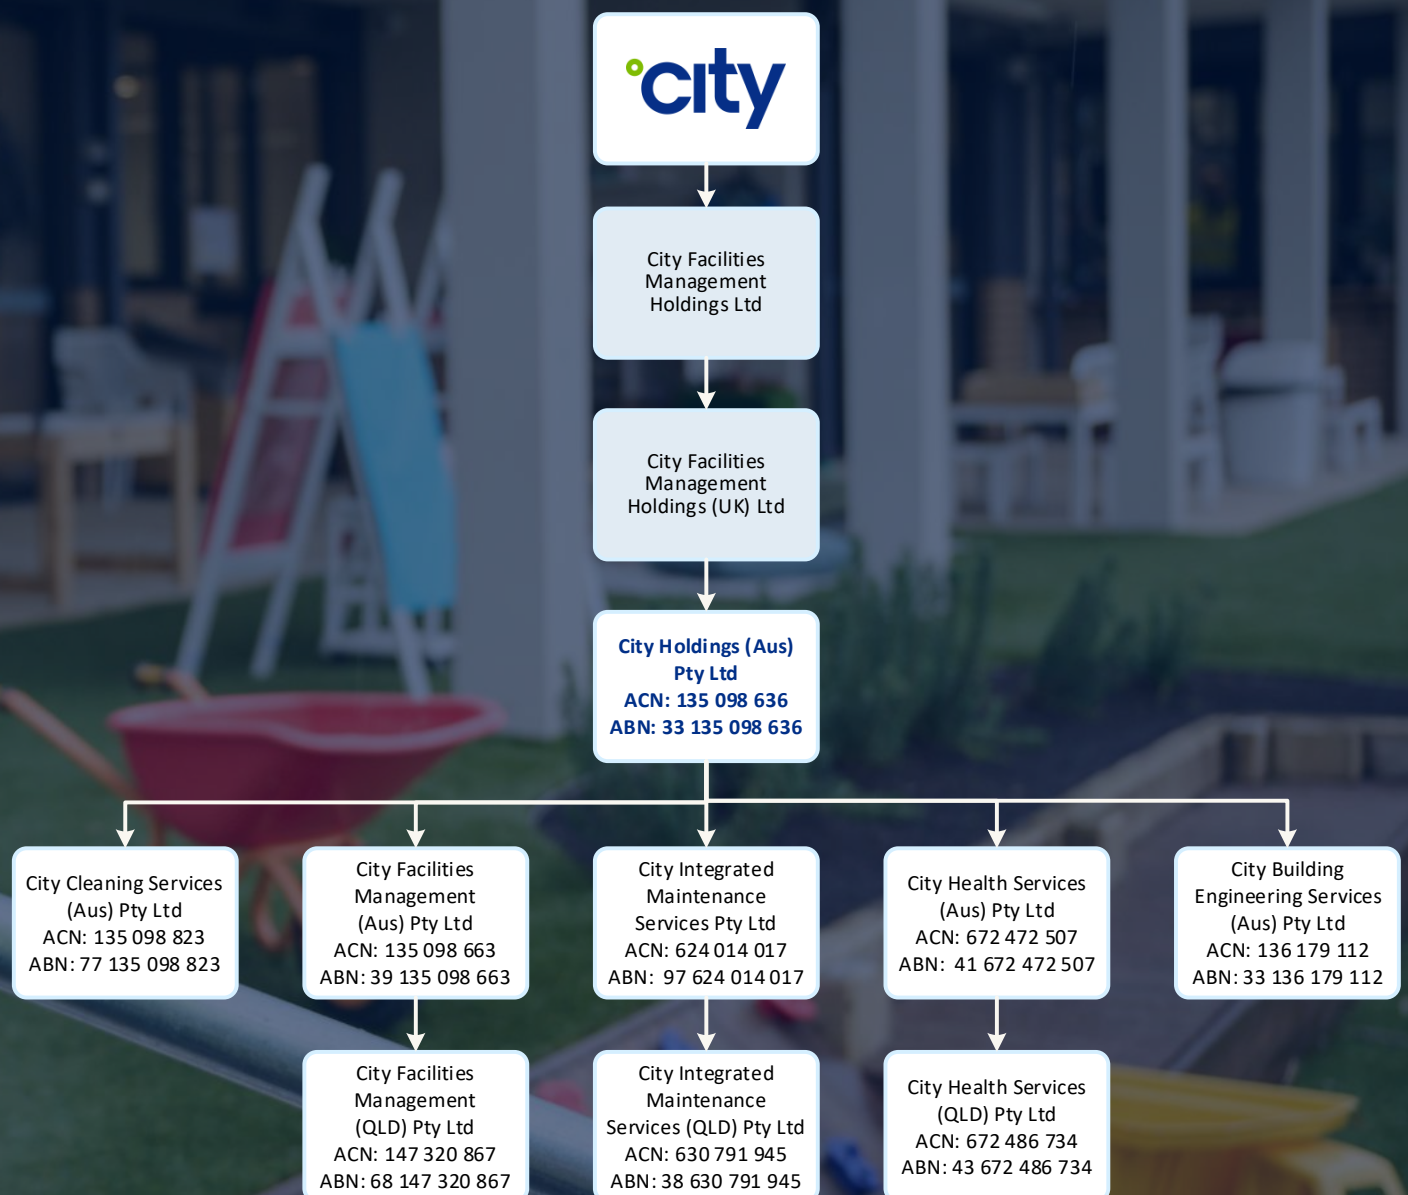 city
City Facilities
Management
Holdings Ltd
City Facilities
Management
Holdings (UK) Ltd
City Holdings (Aus)
Pty Ltd
ACN: 135 098 636
ABN: 33 135 098 636
City Cleaning Services
(Aus) Pty Ltd
ACN: 135 098 823
ABN: 77 135 098 823
City Facilities
Management
(Aus) Pty Ltd
ACN: 135 098 663
ABN: 39 135 098 663
City Integrated
Maintenance
Services Pty Ltd
ACN: 624 014 017
ABN: 97 624 014 017
City Health Services
(Aus) Pty Ltd
ACN: 672 472 507
ABN: 41 672 472 507
City Building
Engineering Services
(Aus) Pty Ltd
ACN: 136 179 112
ABN: 33 136 179 112
City Facilities
Management
(QLD) Pty Ltd
ACN: 147 320 867
ABN: 68 147 320 867
City Integrated
Maintenance
Services (QLD) Pty Ltd
ACN: 630 791 945
ABN: 38 630 791 945
City Health Services
(QLD) Pty Ltd
ACN: 672 486 734
ABN: 43 672 486 734